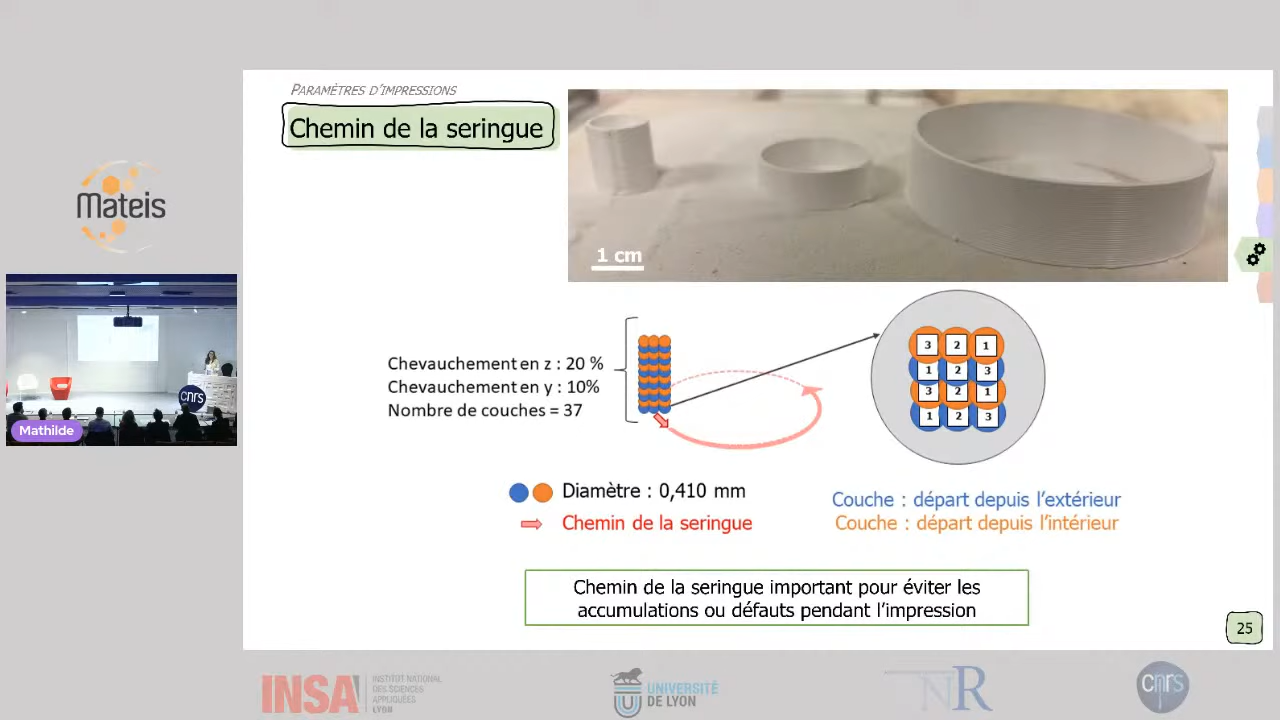 PARAMÈTRES D'IMPRESSIONS
Chemin de la seringue
1 cm
Mateis
cnrs
Mathilde
Chevauchement en z : 20 %
Chevauchement en y : 10%
Nombre de couches = 37
3 2 1
1 2 3
3 2 1
1 2 3
Diamètre : 0,410 mm
Chemin de la seringue
Couche : départ depuis l'extérieur
Couche : départ depuis l'intérieur
Chemin de la seringue important pour éviter les
accumulations ou défauts pendant l'impression
25
INSA
INSTITUT NATIONAL
DES SCIENCES
APPLIQUÉES
LYON
UNIVERSITÉ
DE LYON
NR
cnrs